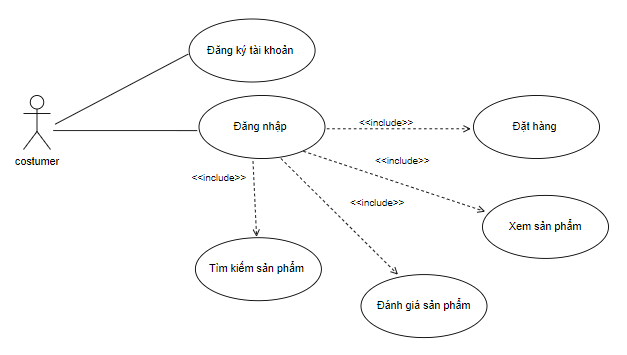 Đăng ký tài khoản
costumer
Đăng nhập
<<include>>
Đặt hàng
<<include>>
<<include>>
<<include>>
Xem sản phẩm
Tìm kiếm sản phẩm
Đánh giá sản phẩm